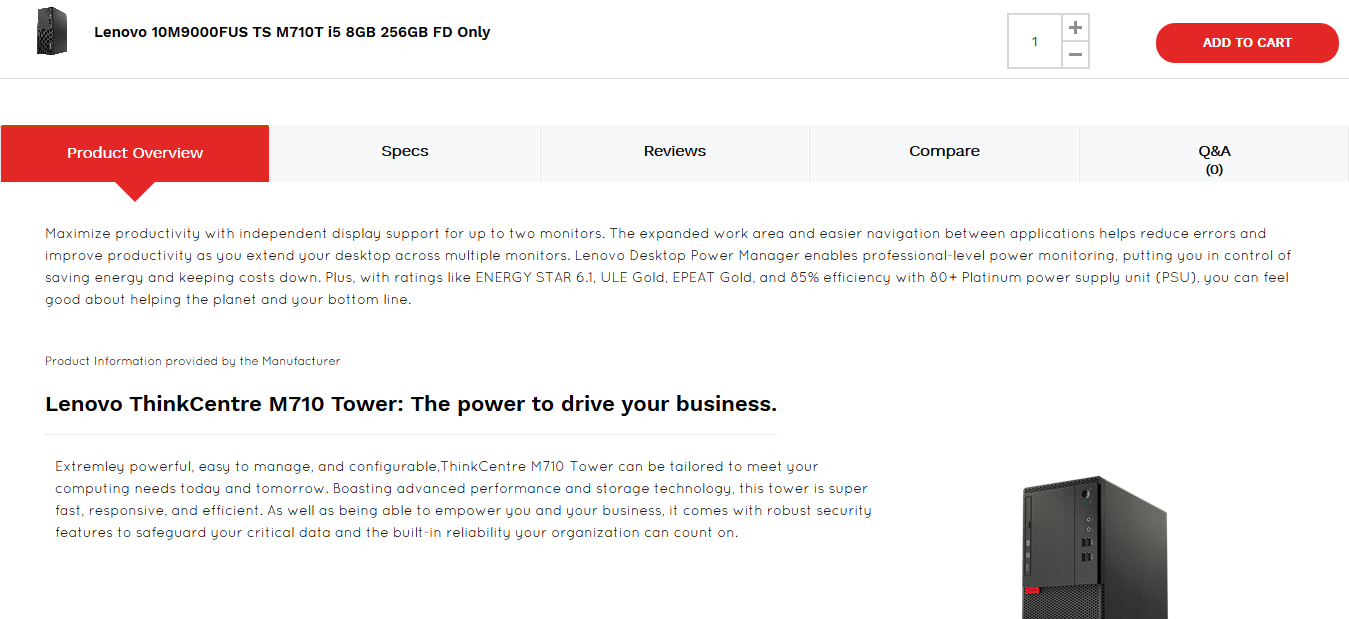 Lenovo 10M9000FUS TS M710T i5 8GB 256GB FD Only
1
ADD TO CART
Product Overview
Specs
Reviews
Compare
Q&A
(0)
Maximize productivity with independent display support for up to two monitors. The expanded work area and easier navigation between applications helps reduce errors and
improve productivity as you extend your desktop across multiple monitors. Lenovo Desktop Power Manager enables professional-level power monitoring, putting you in control of
saving energy and keeping costs down. Plus, with ratings like ENERGY STAR 6.1, ULE Gold, EPEAT Gold, and 85% efficiency with 80+ Platinum power supply unit (PSU), you can feel
good about helping the planet and your bottom line.
Product Information provided by the Manufacturer
Lenovo ThinkCentre M710 Tower: The power to drive your business.
Extremley powerful, easy to manage, and configurable,ThinkCentre M710 Tower can be tailored to meet your
computing needs today and tomorrow. Boasting advanced performance and storage technology, this tower is super
fast, responsive, and efficient. As well as being able to empower you and your business, it comes with robust security
features to safeguard your critical data and the built-in reliability your organization can count on.